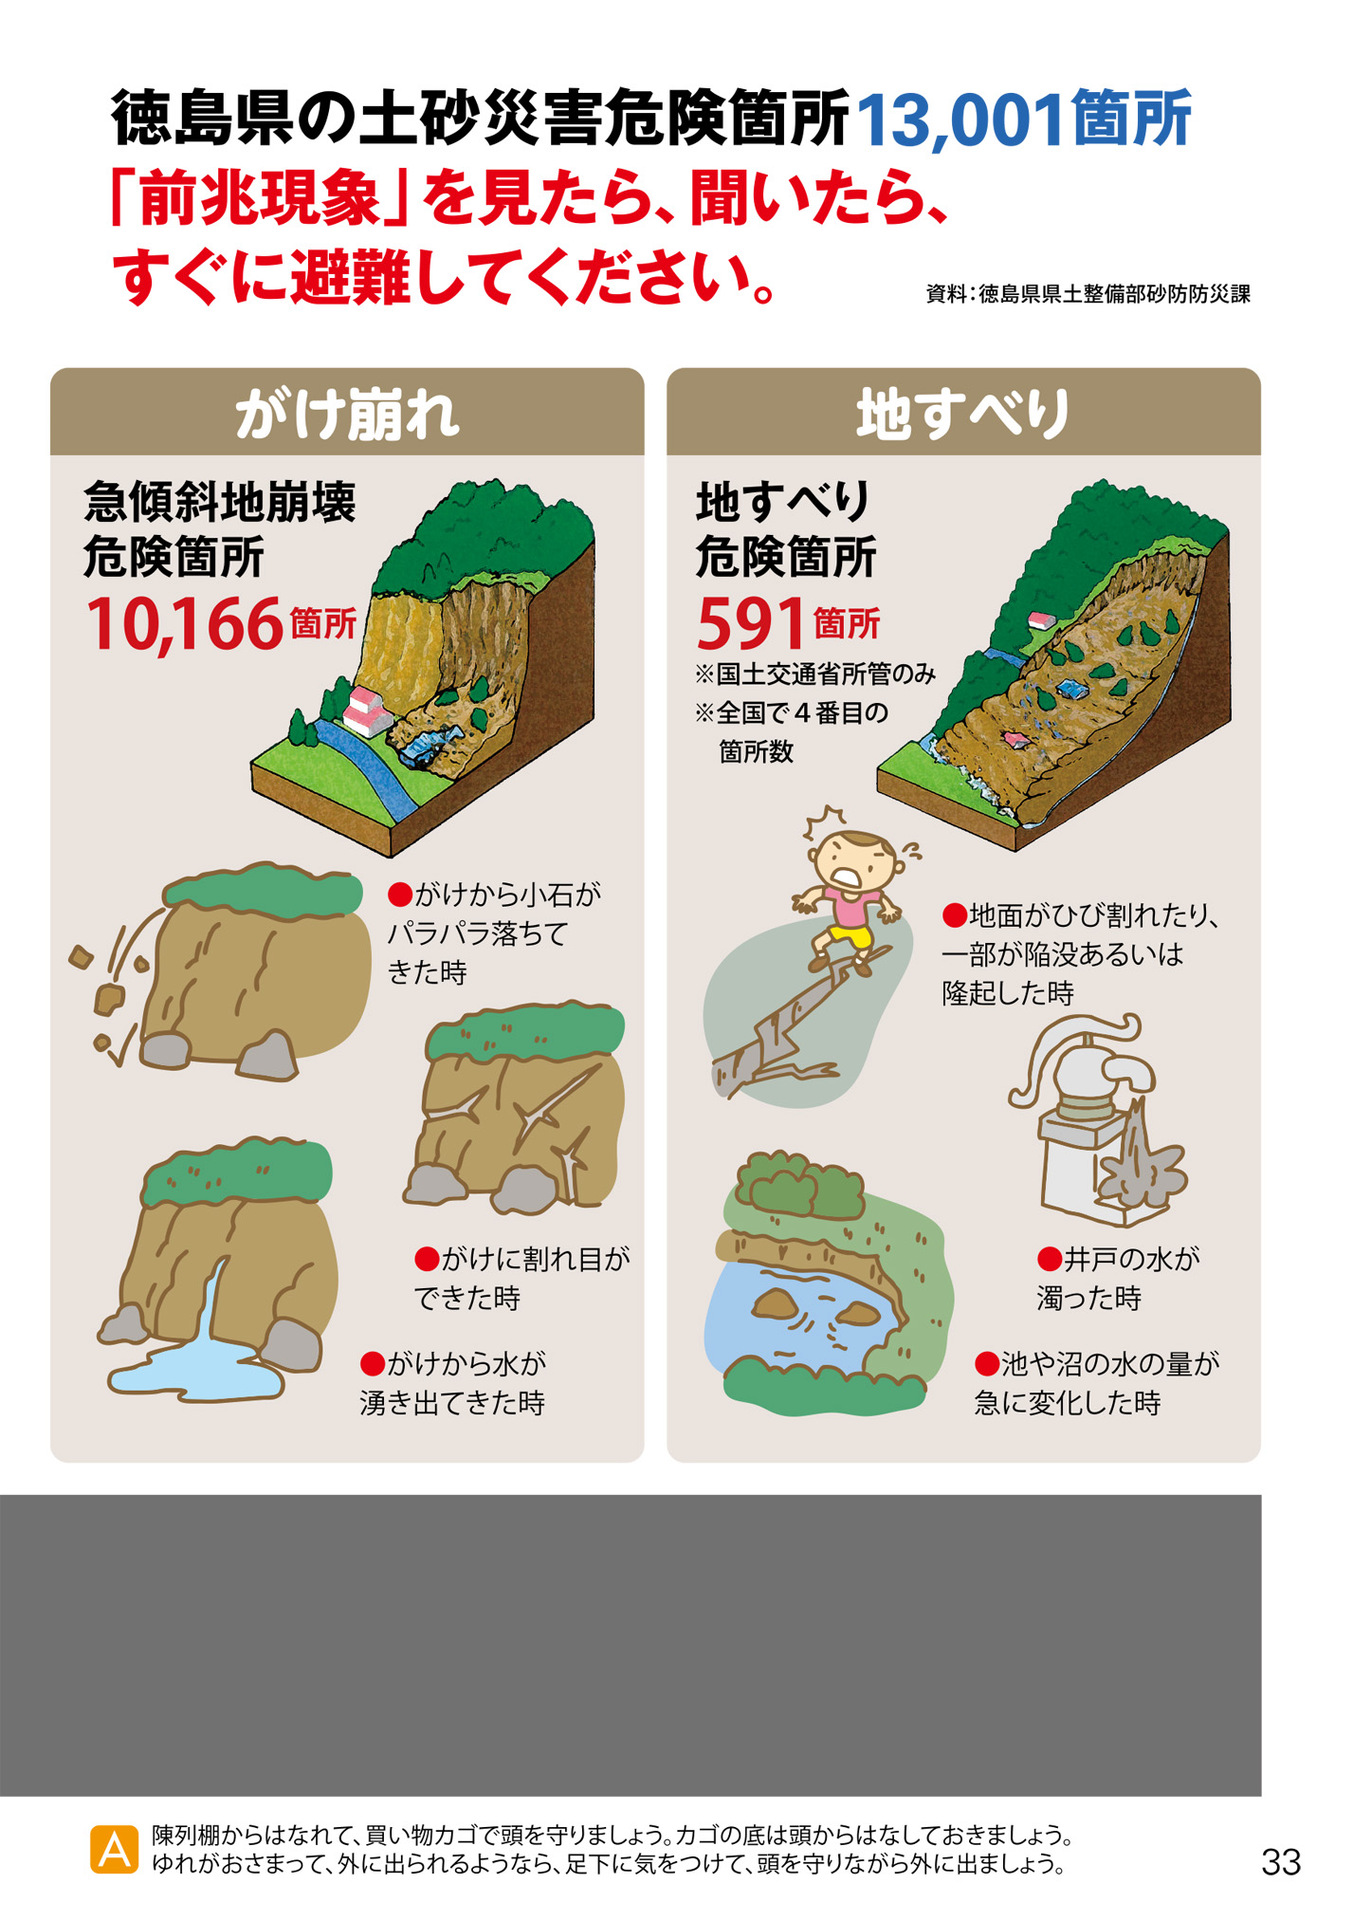 徳島県の土砂災害危険箇所13,001箇所
「前兆現象」を見たら、聞いたら、
すぐに避難してください。
資料：徳島県県土整備部砂防防災課
がけ崩れ
急傾斜地崩壊
危険箇所
10,166箇所
●がけから小石が
パラパラ落ちて
きた時
●がけに割れ目が
できた時
●がけから水が
湧き出てきた時
地すべり
地すべり
危険箇所
591箇所
※国土交通省所管のみ
※全国で４番目の
箇所数
●地面がひび割れたり、
一部が陥没あるいは
隆起した時
●井戸の水が
濁った時
●池や沼の水の量が
急に変化した時
A 陳列棚からはなれて、買い物カゴで頭を守りましょう。カゴの底は頭からはなしておきましょう。
ゆれがおさまって、外に出られるようなら、足下に気をつけて、頭を守りながら外に出ましょう。
33